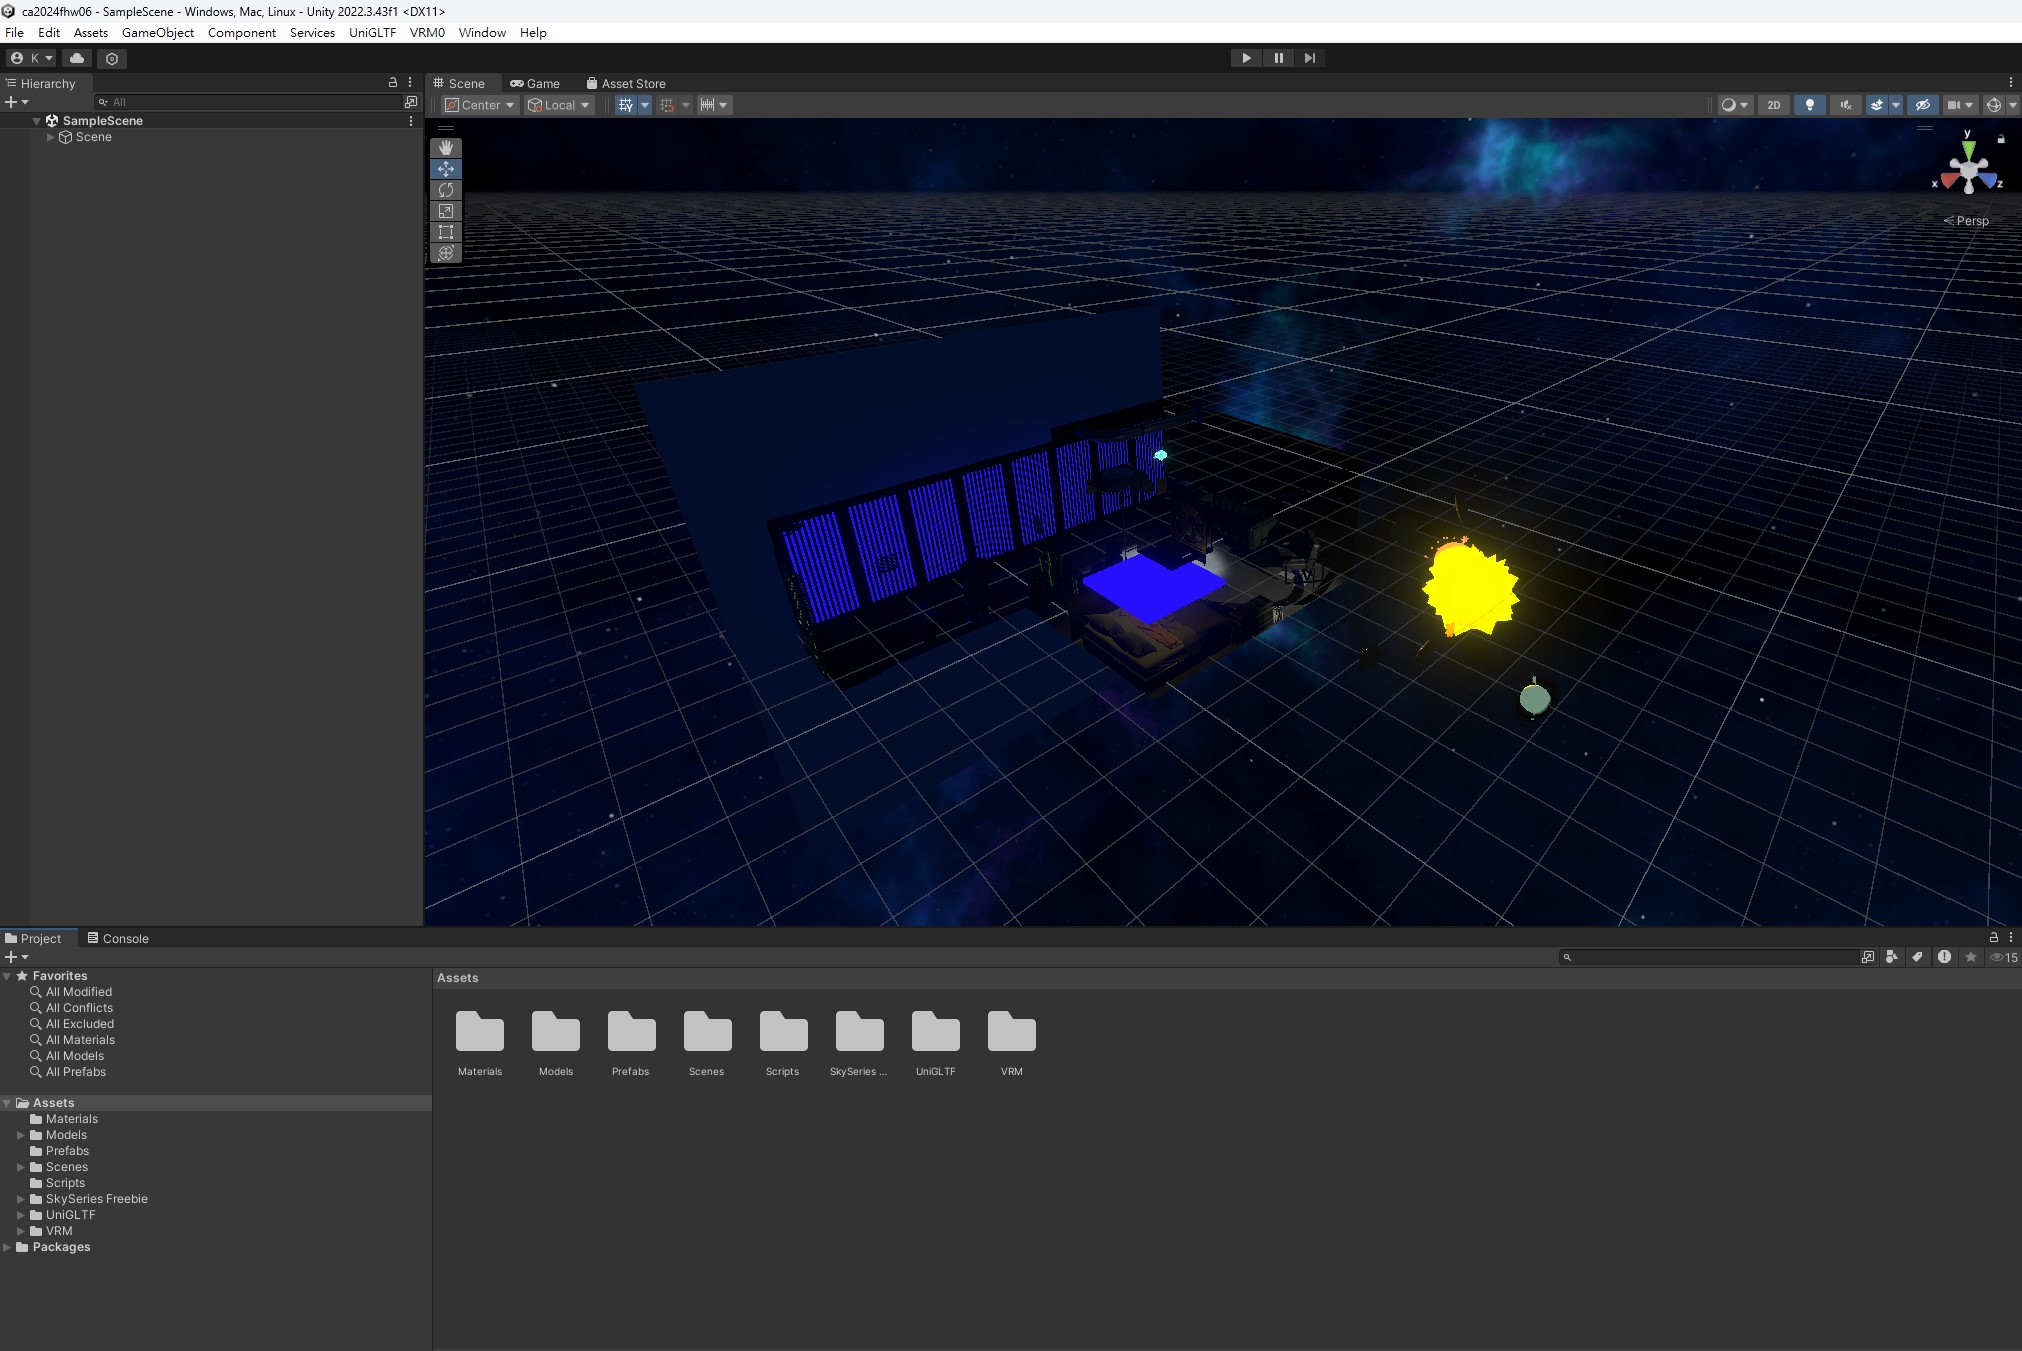 ca2024fhw06 - SampleScene - Windows, Mac, Linux - Unity 2022.3.43f1 <DX11>
File Edit Assets GameObject Component Services UniGLTF VRM0 Window Help
K
Hierarchy
All
SampleScene
Scene
Scene Game Asset Store
Center Local 2D
y
x z
Persp
Project Console
15
Favorites
All Modified
All Conflicts
All Excluded
All Materials
All Models
All Prefabs
Assets
Materials
Models
Prefabs
Scenes
Scripts
SkySeries Freebie
UniGLTF
VRM
Packages
Assets
Materials Models Prefabs Scenes Scripts SkySeries ... UniGLTF VRM